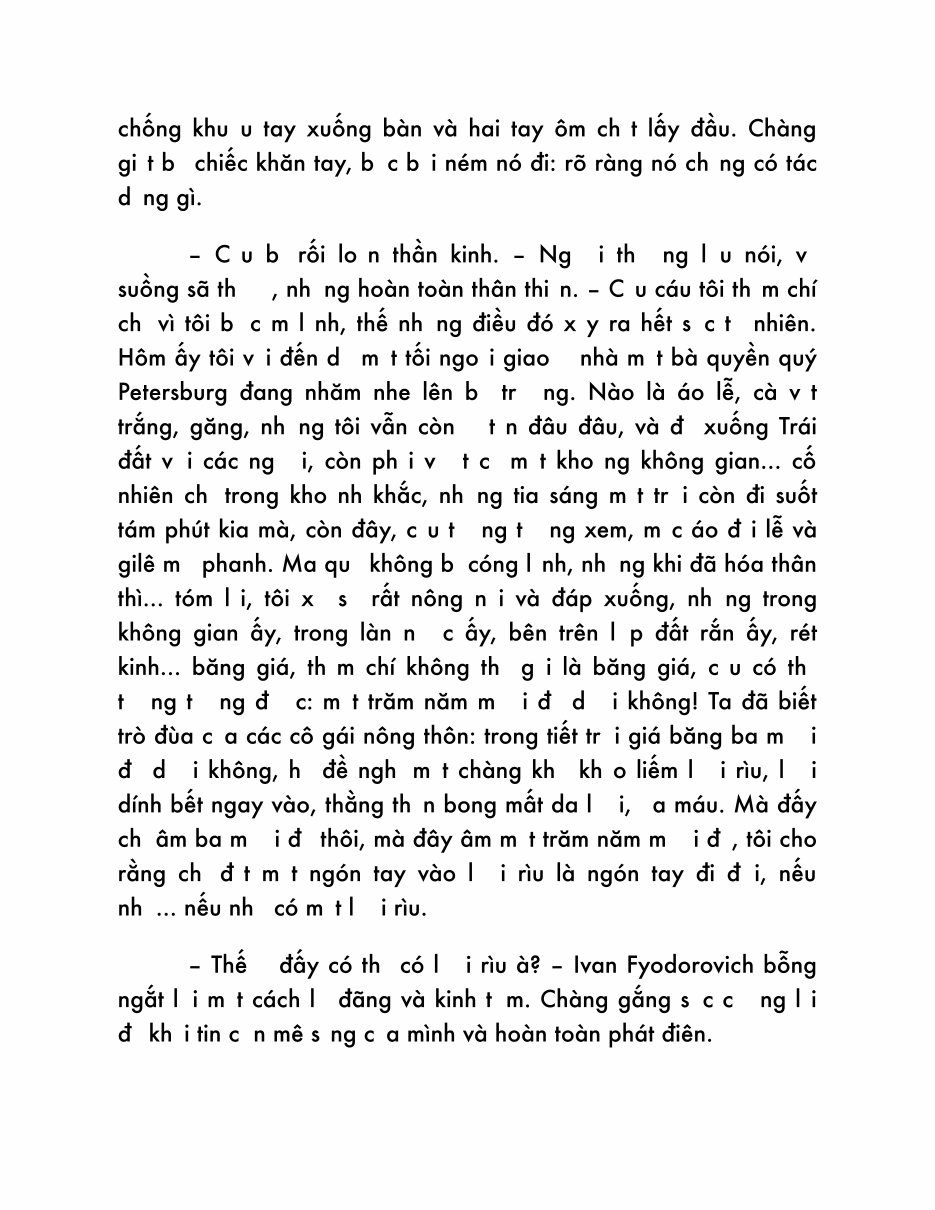 chống khu u tay xuống bàn và hai tay ôm ch t lấy đầu. Chàng
gi t b chiếc khăn tay, b c b i ném nó đi: rõ ràng nó ch ng có tác
d ng gì.
– C u b rối lo n thần kinh. – Ng i th ng l u nói, v
suồng sã th , nh ng hoàn toàn thân thi n. – C u cáu tôi th m chí
ch vì tôi b c m l nh, thế nh ng điều đó x y ra hết s c t nhiên.
Hôm ấy tôi v i đến d m t tối ngo i giao nhà m t bà quyền quý
Petersburg đang nhăm nhe lên b tr ng. Nào là áo lễ, cà v t
trắng, găng, nh ng tôi vẫn còn t n đâu đâu, và đ xuống Trái
đất v i các ng i, còn ph i v t c m t kho ng không gian... cố
nhiên ch trong kho nh khắc, nh ng tia sáng m t tr i còn đi suốt
tám phút kia mà, còn đây, c u t ng t ng xem, m c áo đ i lễ và
gilê m phanh. Ma qu không b cóng l nh, nh ng khi đã hóa thân
thì... tóm l i, tôi x s rất nông n i và đáp xuống, nh ng trong
không gian ấy, trong làn n c ấy, bên trên l p đất rắn ấy, rét
kinh... băng giá, th m chí không th g i là băng giá, c u có th
t ng t ng đ c: m t trăm năm m i đ d i không! Ta đã biết
trò đùa c a các cô gái nông thôn: trong tiết tr i giá băng ba m i
đ d i không, h đề ngh m t chàng kh kh o liếm l i rìu, l i
dính bết ngay vào, thằng th n bong mất da l i, a máu. Mà đấy
ch âm ba m i đ thôi, mà đây âm m t trăm năm m i đ , tôi cho
rằng ch đ t m t ngón tay vào l i rìu là ngón tay đi đ i, nếu
nh ... nếu nh có m t l i rìu.
– Thế đấy có th có l i rìu à? – Ivan Fyodorovich bỗng
ngắt l i m t cách l đãng và kinh t m. Chàng gắng s c c ng l i
đ kh i tin c n mê s ng c a mình và hoàn toàn phát điên.